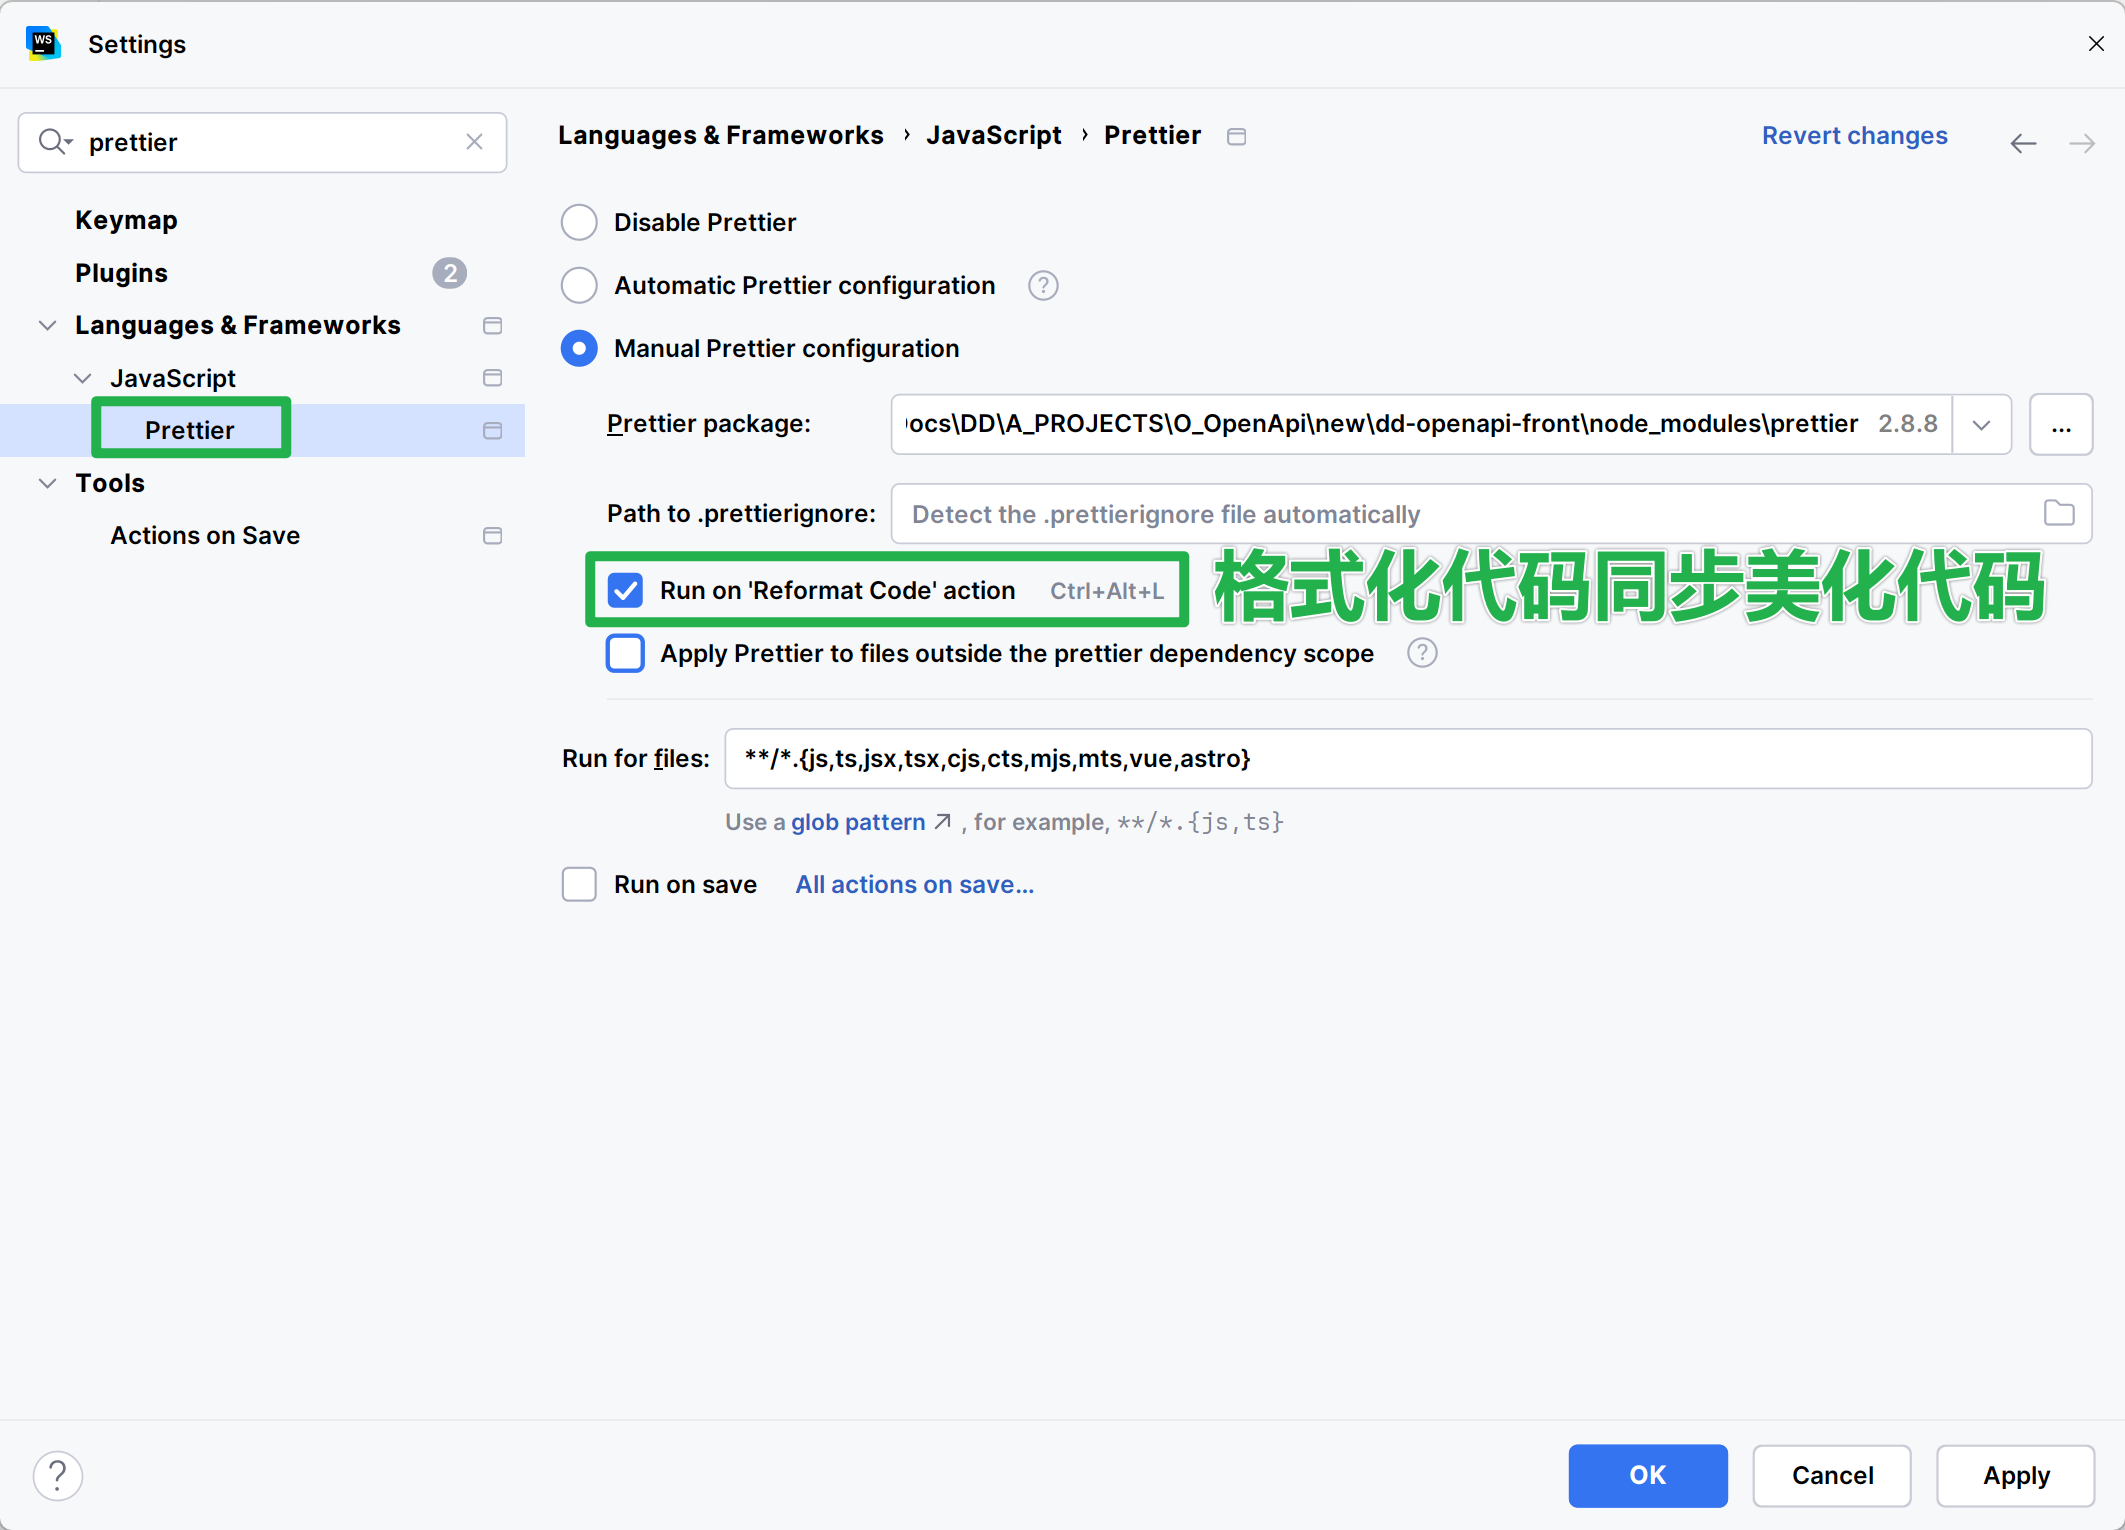 WS
Settings
prettier
Keymap
Plugins 2
Languages & Frameworks
JavaScript
Prettier
Tools
Actions on Save
Languages & Frameworks › JavaScript › Prettier
Revert changes
Disable Prettier
Automatic Prettier configuration ?
Manual Prettier configuration
Prettier package: ocs\DD\A_PROJECTS\O_OpenApi\new\dd-openapi-front\node_modules\prettier 2.8.8 ...
Path to .prettierignore: Detect the .prettierignore file automatically
Run on 'Reformat Code' action Ctrl+Alt+L 格式化代码同步美化代码
Apply Prettier to files outside the prettier dependency scope ?
Run for files: **/*.{js,ts,jsx,tsx,cjs,cts,mjs,mts,vue,astro}
Use a glob pattern ↗ , for example, **/*.{js,ts}
Run on save All actions on save...
? OK Cancel Apply